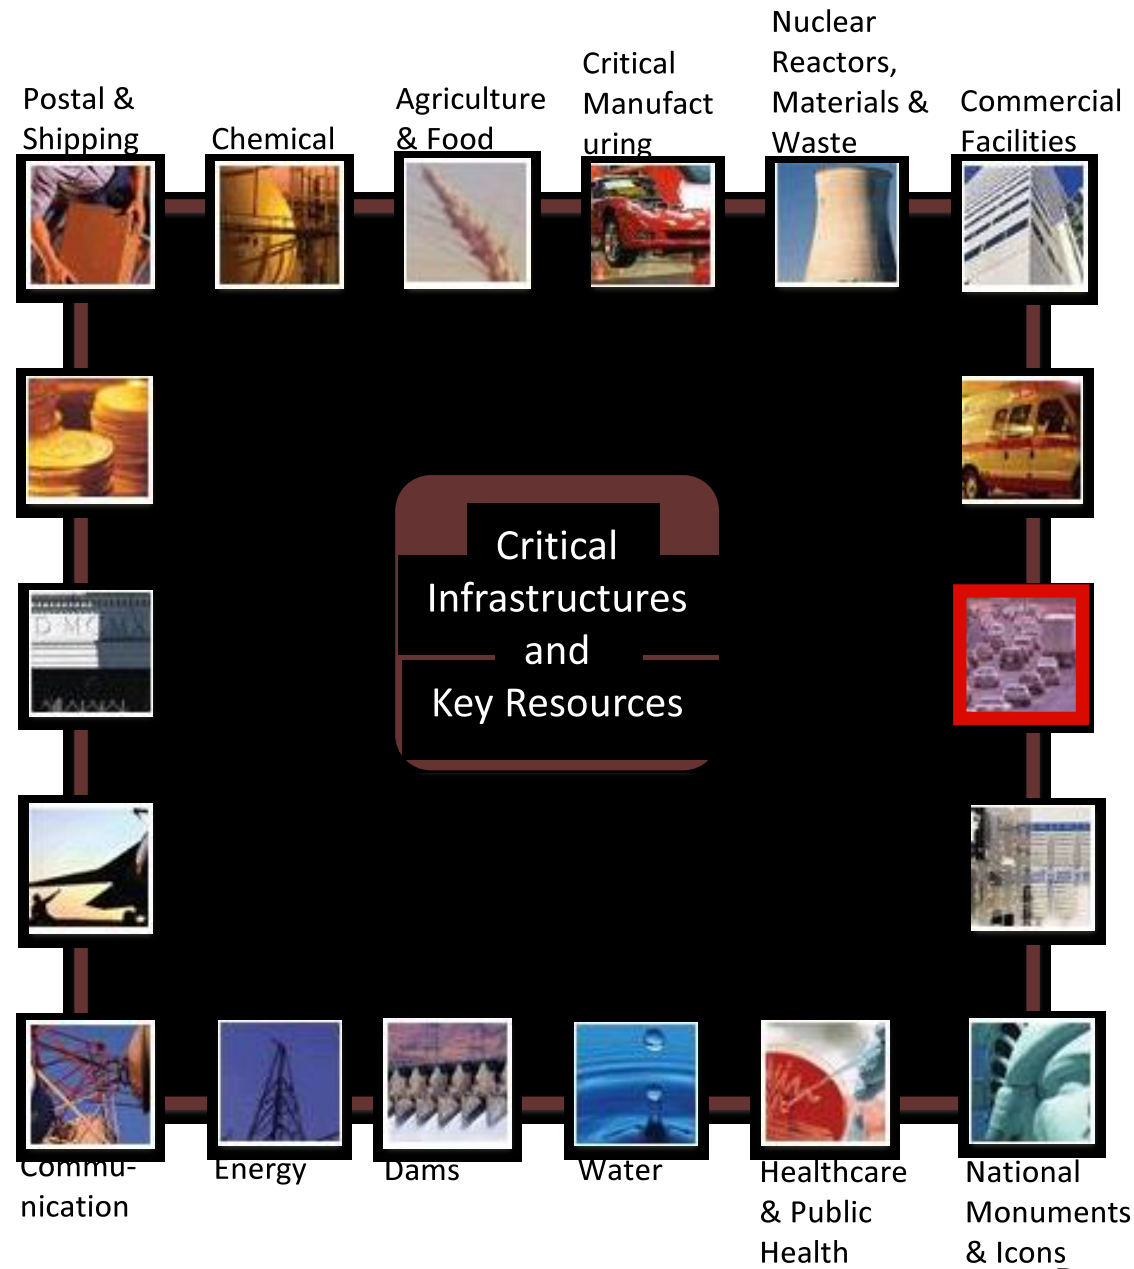 Postal &
Shipping
Chemical
Agriculture
& Food
Critical
Manufact
uring
Nuclear
Reactors,
Materials &
Waste
Commercial
Facilities
Critical
Infrastructures
and
Key Resources
Commu-
nication
Energy
Dams
Water
Healthcare
& Public
Health
National
Monuments
& Icons